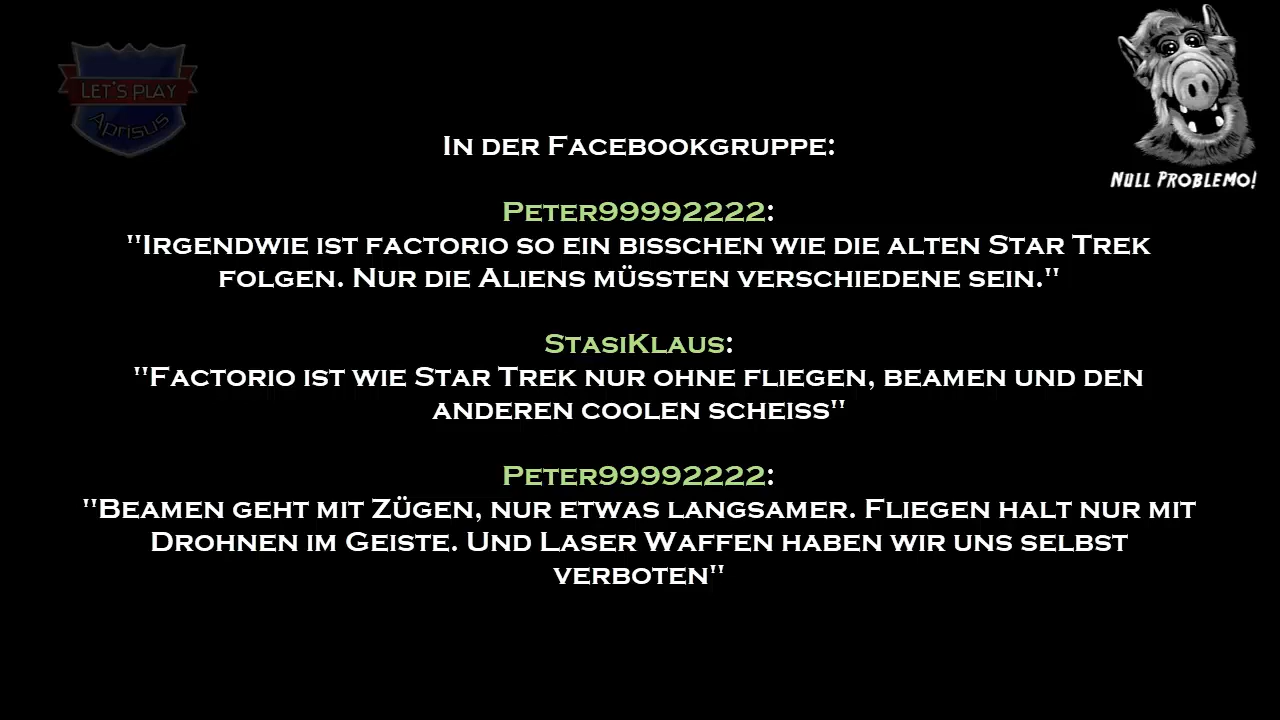 LET'S PLAY
Aprisus
NULL PROBLEMO!
IN DER FACEBOOKGRUPPE:
PETER99992222:
"IRGENDWIE IST FACTORIO SO EIN BISSCHEN WIE DIE ALTEN STAR TREK
FOLGEN. NUR DIE ALIENS MÜSSTEN VERSCHIEDENE SEIN."
STASIKLAUS:
"FACTORIO IST WIE STAR TREK NUR OHNE FLIEGEN, BEAMEN UND DEN
ANDEREN COOLEN SCHEISS"
PETER99992222:
"BEAMEN GEHT MIT ZÜGEN, NUR ETWAS LANGSAMER. FLIEGEN HALT NUR MIT
DROHNEN IM GEISTE. UND LASER WAFFEN HABEN WIR UNS SELBST
VERBOTEN"